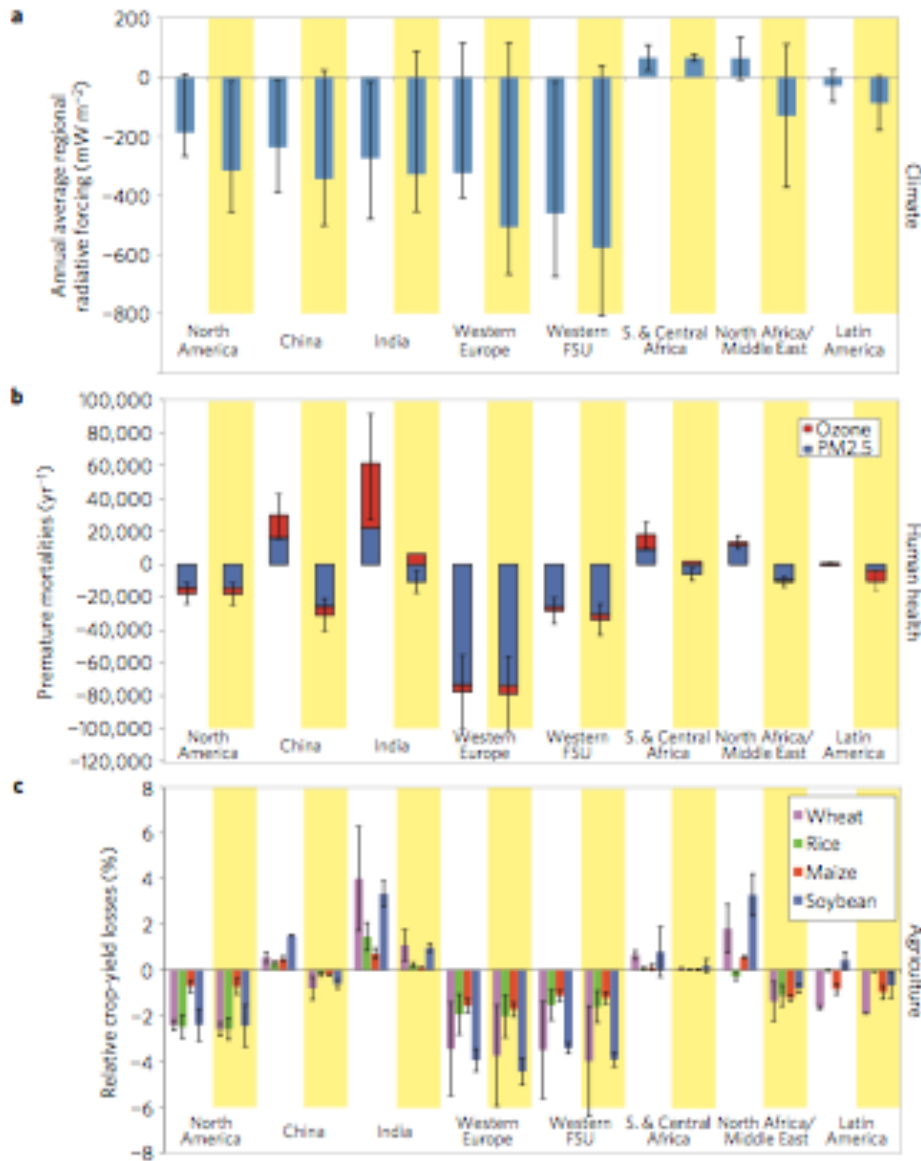 a
200
0
−200
−400
−600
−800
Annual average regional
radiative forcing (mW m⁻²)
Climate
North
America
China
India
Western
Europe
Western
FSU
S. & Central
Africa
North Africa/
Middle East
Latin
America
b
100,000
80,000
60,000
40,000
20,000
0
−20,000
−40,000
−60,000
−80,000
−100,000
−120,000
Premature mortalities (yr⁻¹)
Ozone
PM2.5
Human health
North
America
China
India
Western
Europe
Western
FSU
S. & Central
Africa
North Africa/
Middle East
Latin
America
c
8
6
4
2
0
−2
−4
−6
−8
Relative crop-yield losses (%)
Wheat
Rice
Maize
Soybean
Agriculture
North
America
China
India
Western
Europe
Western
FSU
S. & Central
Africa
North Africa/
Middle East
Latin
America